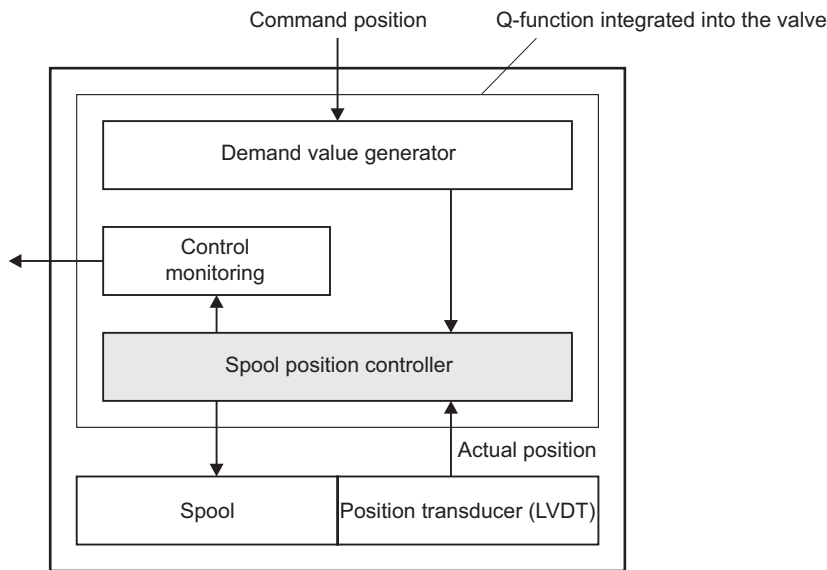 Command position
Q-function integrated into the valve
Demand value generator
Control
monitoring
Spool position controller
Actual position
Spool
Position transducer (LVDT)